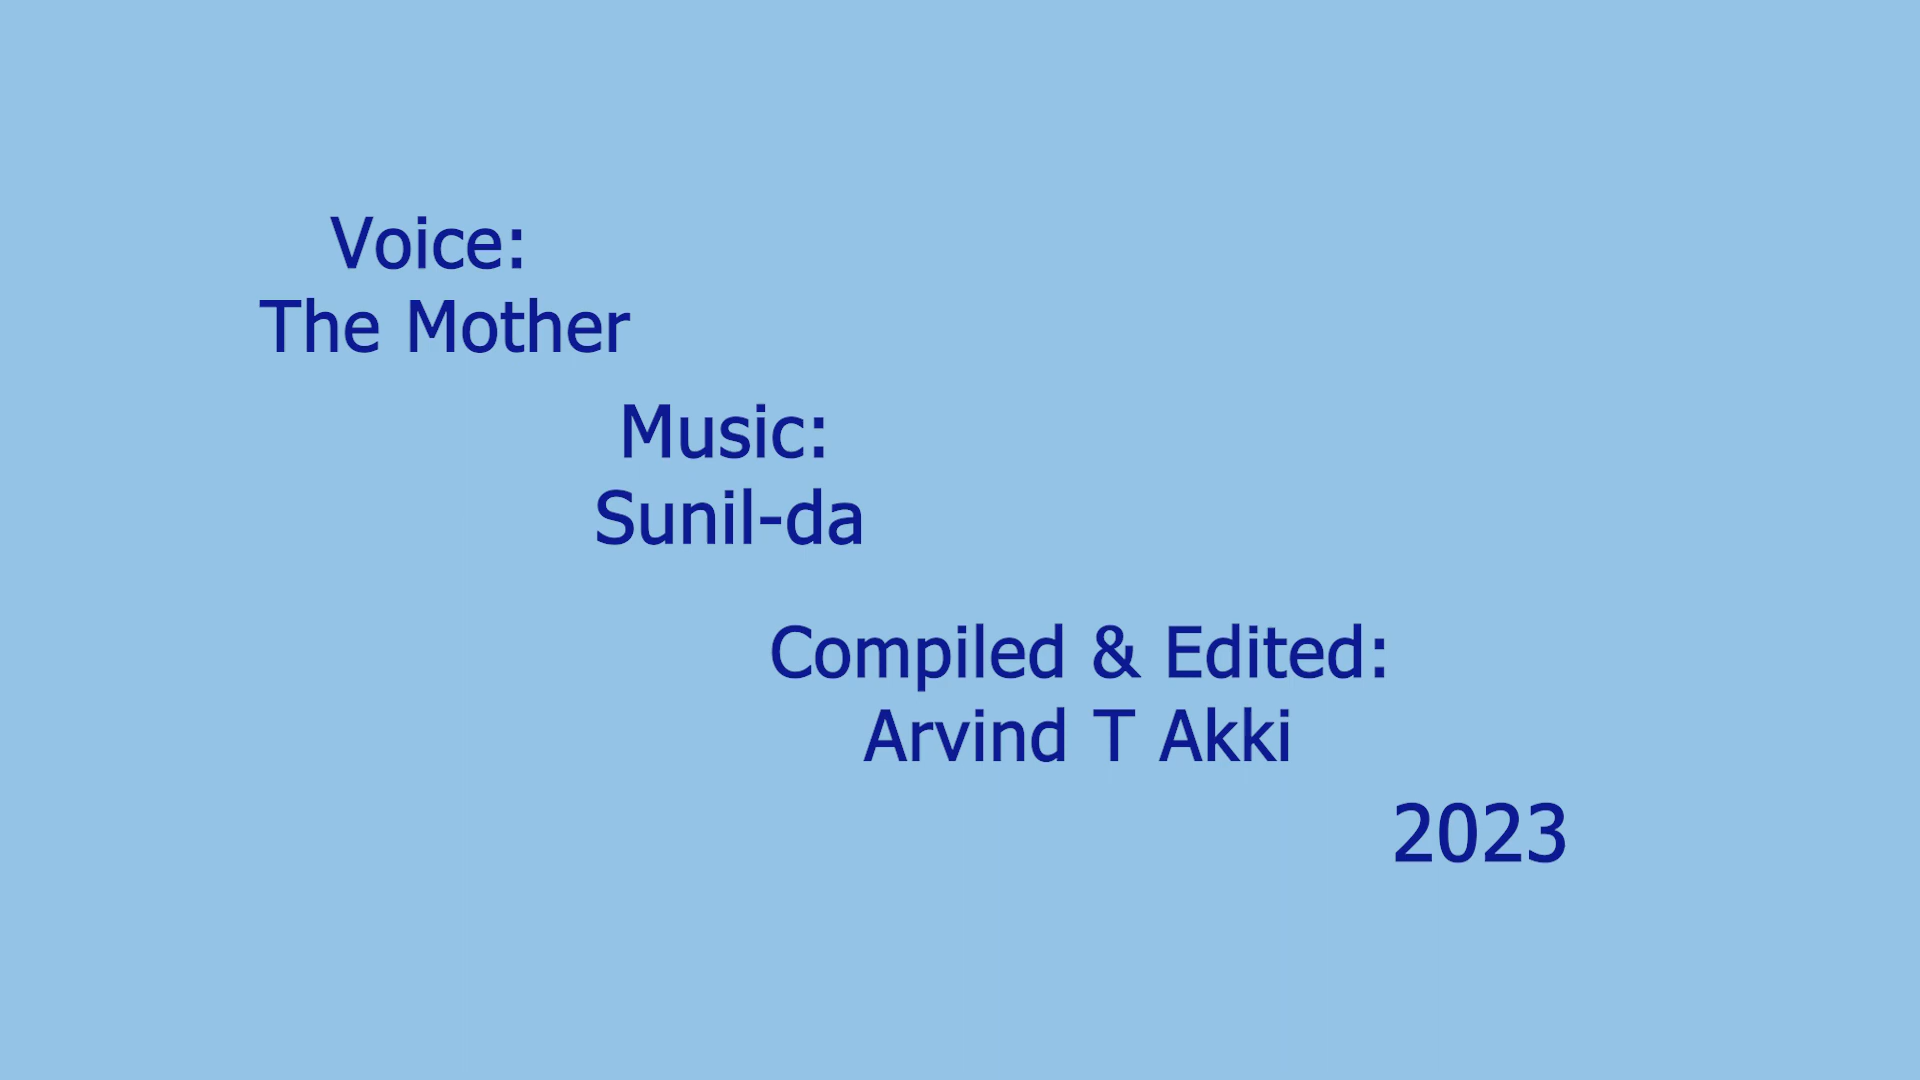 Voice:
The Mother
Music:
Sunil-da
Compiled & Edited:
Arvind T Akki
2023